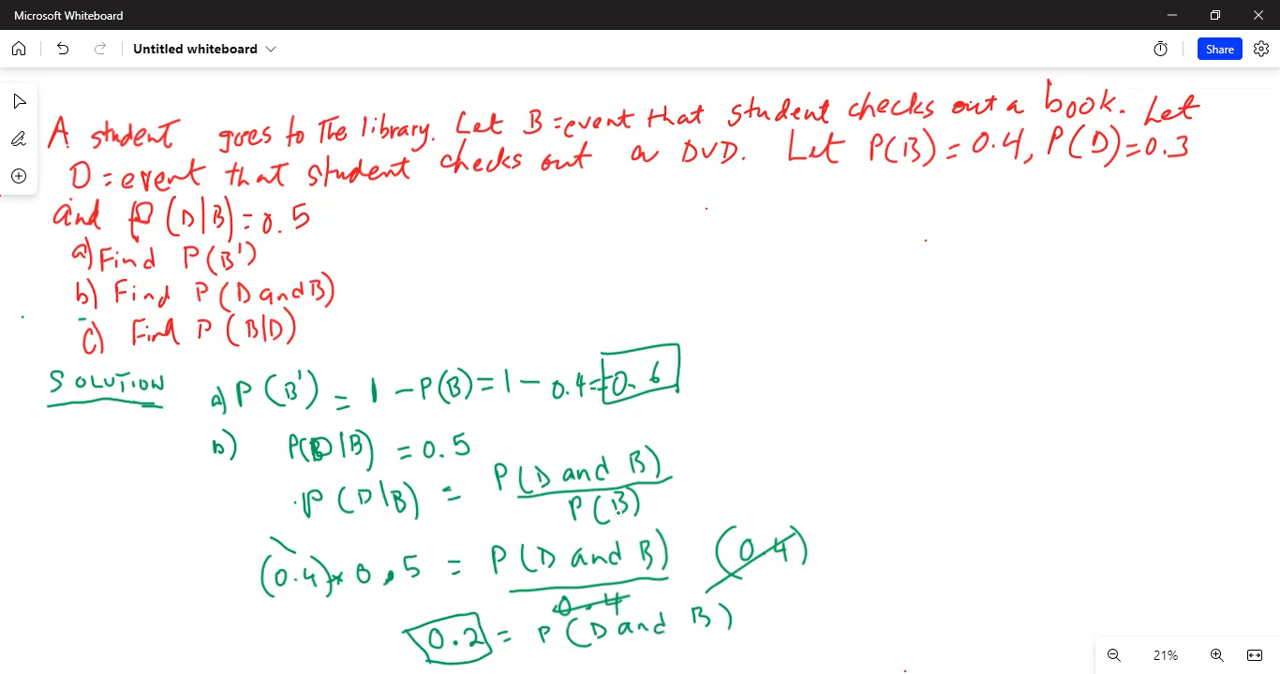 Microsoft Whiteboard
Untitled whiteboard
Share
A student goes to The library. Let B = event that student checks out a book. Let
D = event that student checks out a DVD. Let P(B) = 0.4, P(D) = 0.3
and P(D|B) = 0.5
a) Find P(B')
b) Find P(D and B)
c) Find P(B|D)
SOLUTION
a) P(B') = 1 - P(B) = 1 - 0.4 = 0.6
b) P(D|B) = 0.5
P(D|B) = P(D and B)
P(B)
(0.4) * 0.5 = P(D and B) (0.4)
0.4
0.2 = P(D and B)
21%